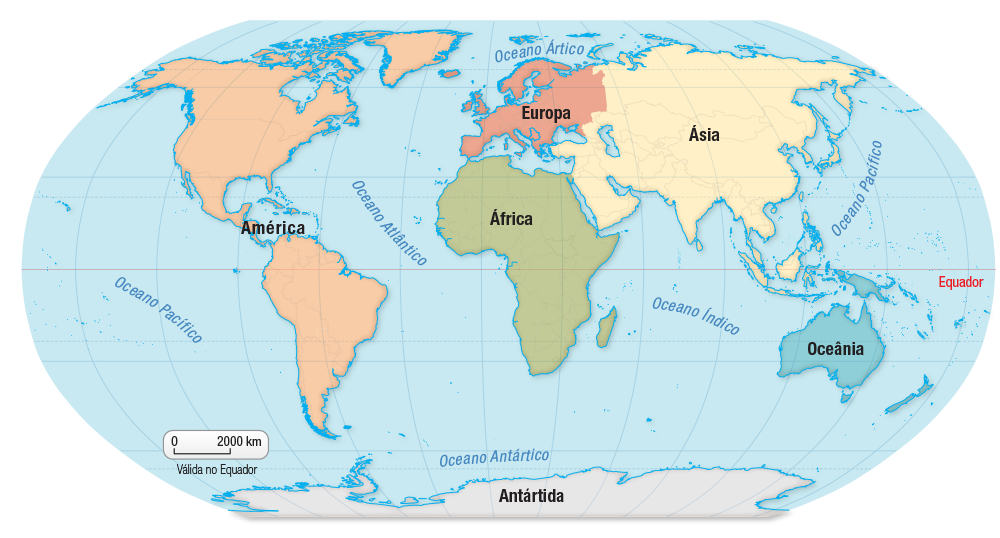 Oceano Ártico
Europa
Ásia
Oceano Pacífico
África
América
Oceano Atlântico
Equador
Oceano Pacífico
Oceano Índico
Oceânia
0 2000 km
Válida no Equador
Oceano Antártico
Antártida